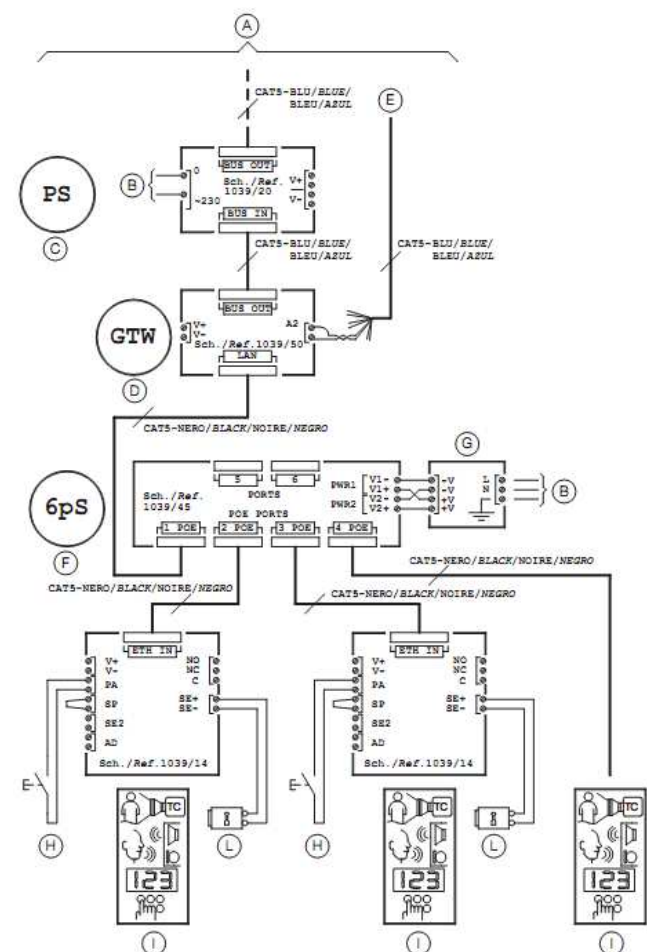 A
CAT5-BLU/BLUE/
BLEU/AZUL
E
BUS OUT
B
0
~230
Sch./Ref.
1039/20
V+
V-
BUS IN
PS
C
CAT5-BLU/BLUE/
BLEU/AZUL
CAT5-BLU/BLUE/
BLEU/AZUL
BUS OUT
GTW
V+
V-
A2
Sch./Ref.1039/50
LAN
D
CAT5-NERO/BLACK/NOIRE/NEGRO
G
5
6
PORTS
6pS
Sch./Ref.
1039/45
PWR1
PWR2
V1-
V1+
V2-
V2+
-V
-V
+V
+V
L
N
B
POE PORTS
1 POE
2 POE
3 POE
4 POE
F
CAT5-NERO/BLACK/NOIRE/NEGRO
CAT5-NERO/BLACK/NOIRE/NEGRO
CAT5-NERO/BLACK/NOIRE/NEGRO
ETH IN
V+
V-
PA
SP
SE2
AD
NO
NC
C
SE+
SE-
Sch./Ref.1039/14
ETH IN
V+
V-
PA
SP
SE2
AD
NO
NC
C
SE+
SE-
Sch./Ref.1039/14
H
TC
123
L
H
TC
123
L
TC
123
I
I
I